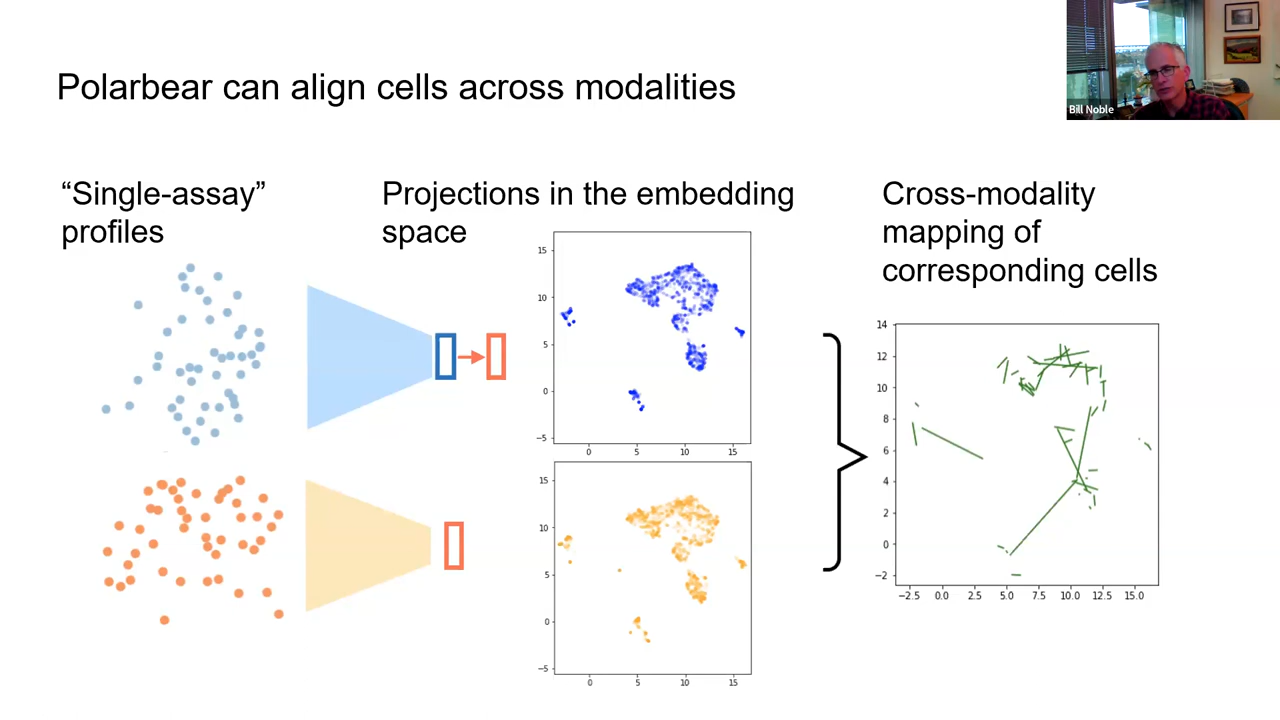 Polarbear can align cells across modalities
Bill Noble
“Single-assay”
profiles
Projections in the embedding
space
Cross-modality
mapping of
corresponding cells
15
10
5
0
−5
0 5 10 15
15
10
5
0
−5
0 5 10 15
14
12
10
8
6
4
2
0
−2
−2.5 0.0 2.5 5.0 7.5 10.0 12.5 15.0